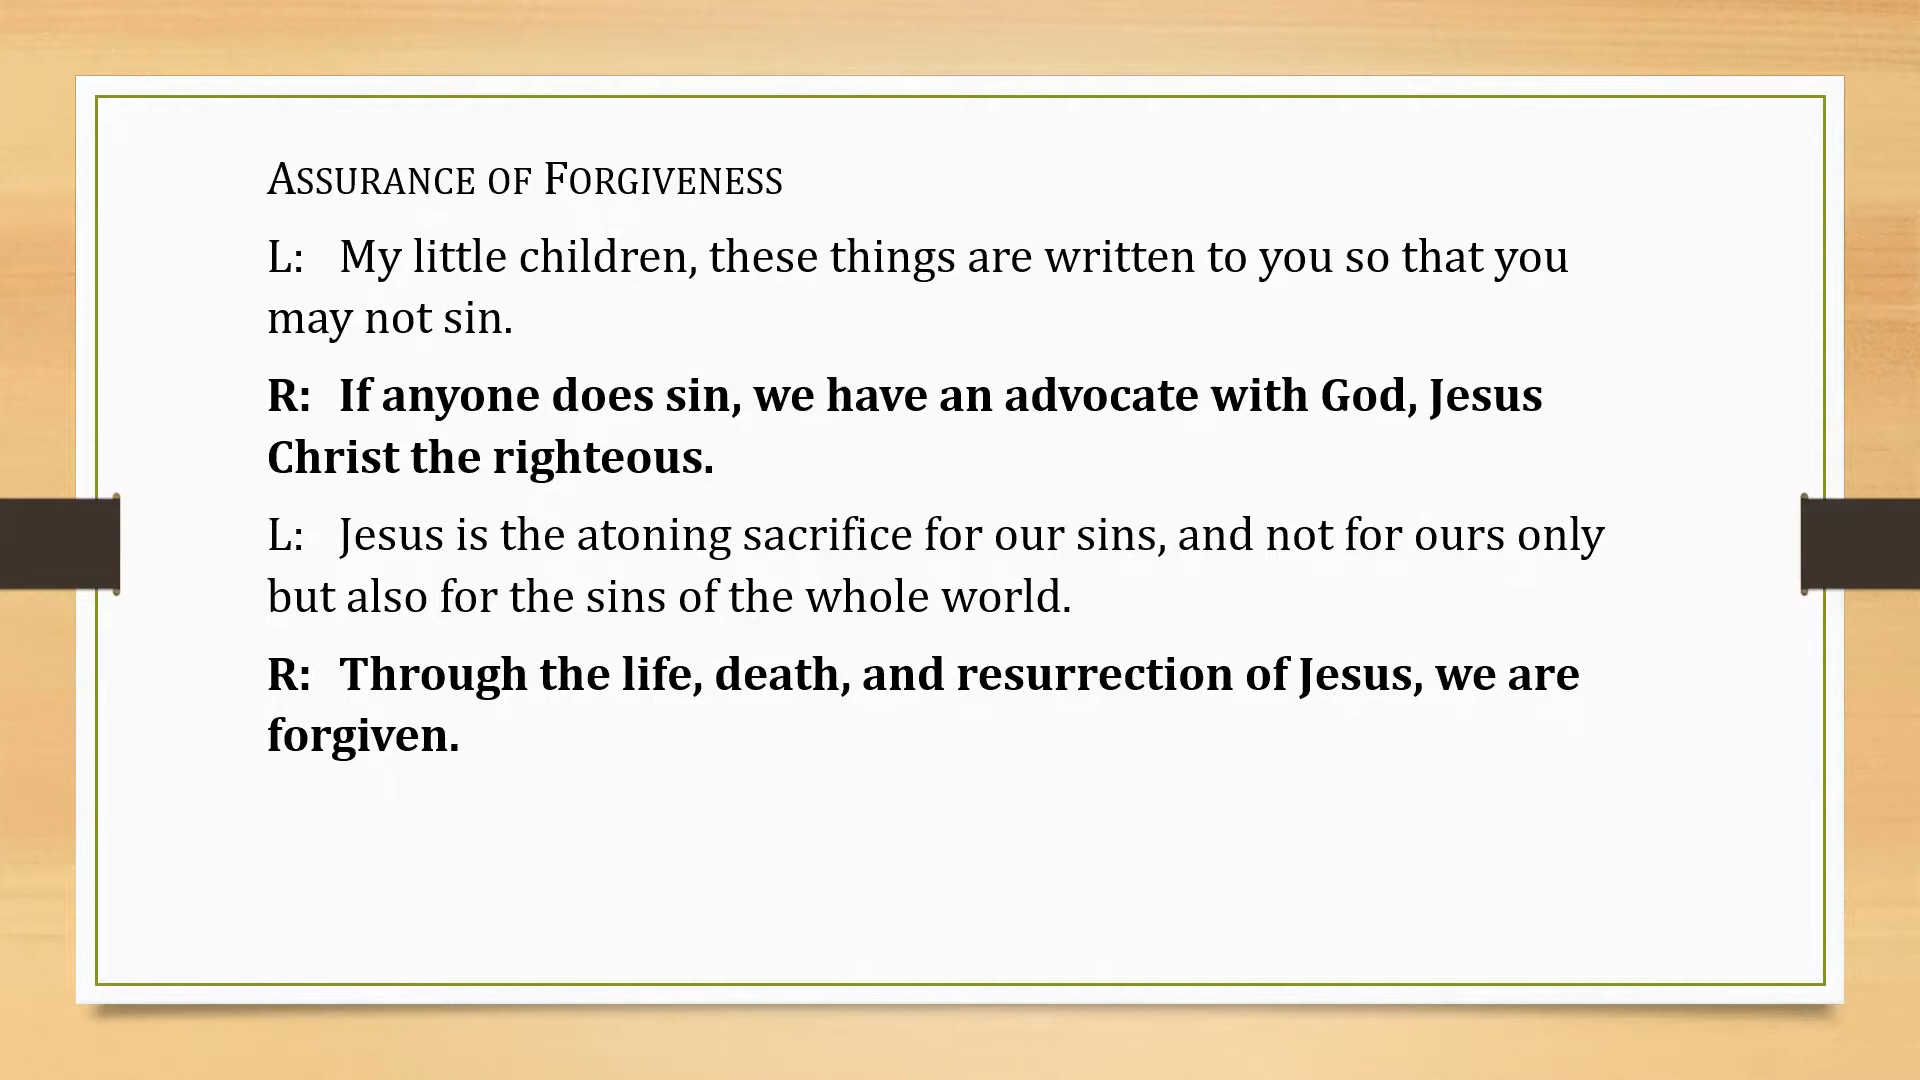 ASSURANCE OF FORGIVENESS
L: My little children, these things are written to you so that you
may not sin.
R: If anyone does sin, we have an advocate with God, Jesus
Christ the righteous.
L: Jesus is the atoning sacrifice for our sins, and not for ours only
but also for the sins of the whole world.
R: Through the life, death, and resurrection of Jesus, we are
forgiven.